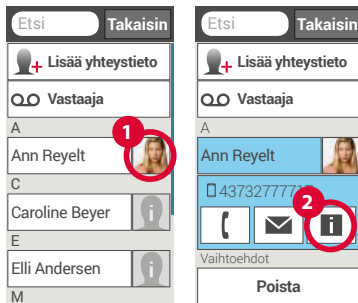 Etsi Takaisin
Lisää yhteystieto
Vastaaja
A
1
Ann Reyelt
C
Caroline Beyer
i
E
Elli Andersen
i
M
Etsi Takaisin
Lisää yhteystieto
Vastaaja
A
Ann Reyelt
43732777
2
i
Vaihtoehdot
Poista